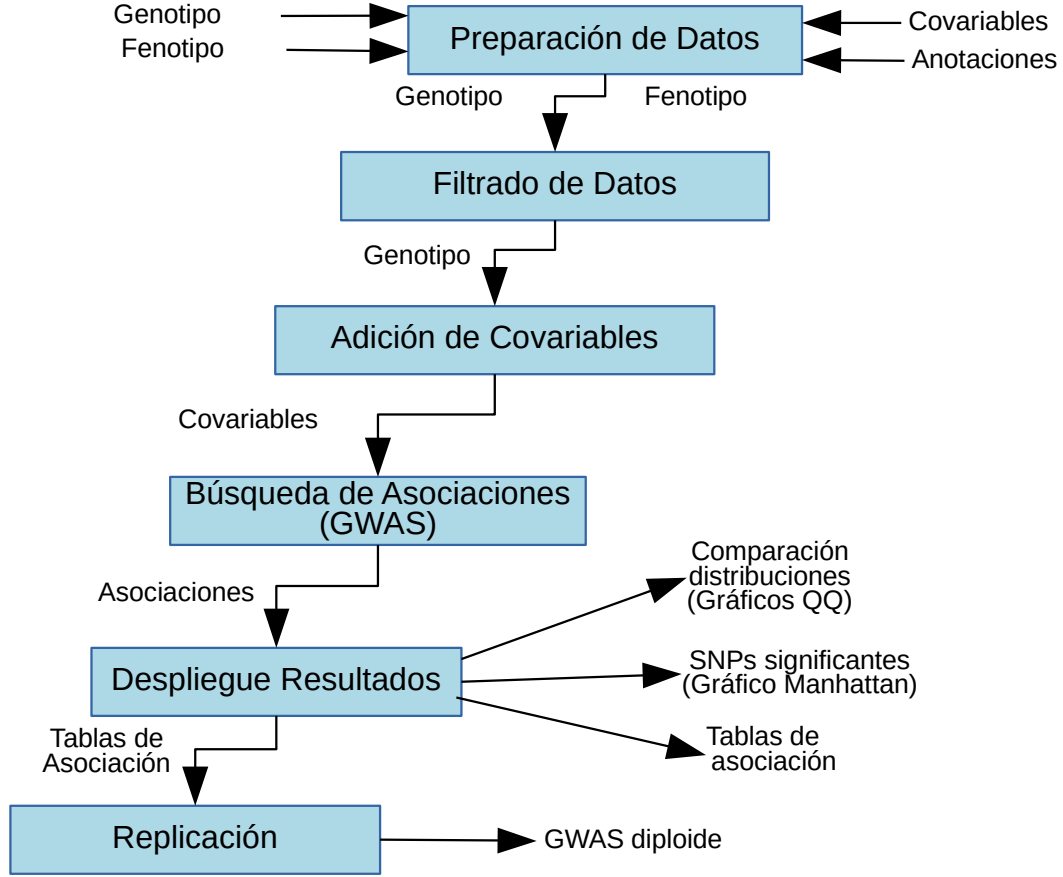 Genotipo
Fenotipo
Preparación de Datos
Covariables
Anotaciones
Genotipo
Fenotipo
Filtrado de Datos
Genotipo
Adición de Covariables
Covariables
Búsqueda de Asociaciones
(GWAS)
Asociaciones
Comparación
distribuciones
(Gráficos QQ)
Despliegue Resultados
SNPs significantes
(Gráfico Manhattan)
Tablas de
asociación
Tablas de
Asociación
Replicación
GWAS diploide